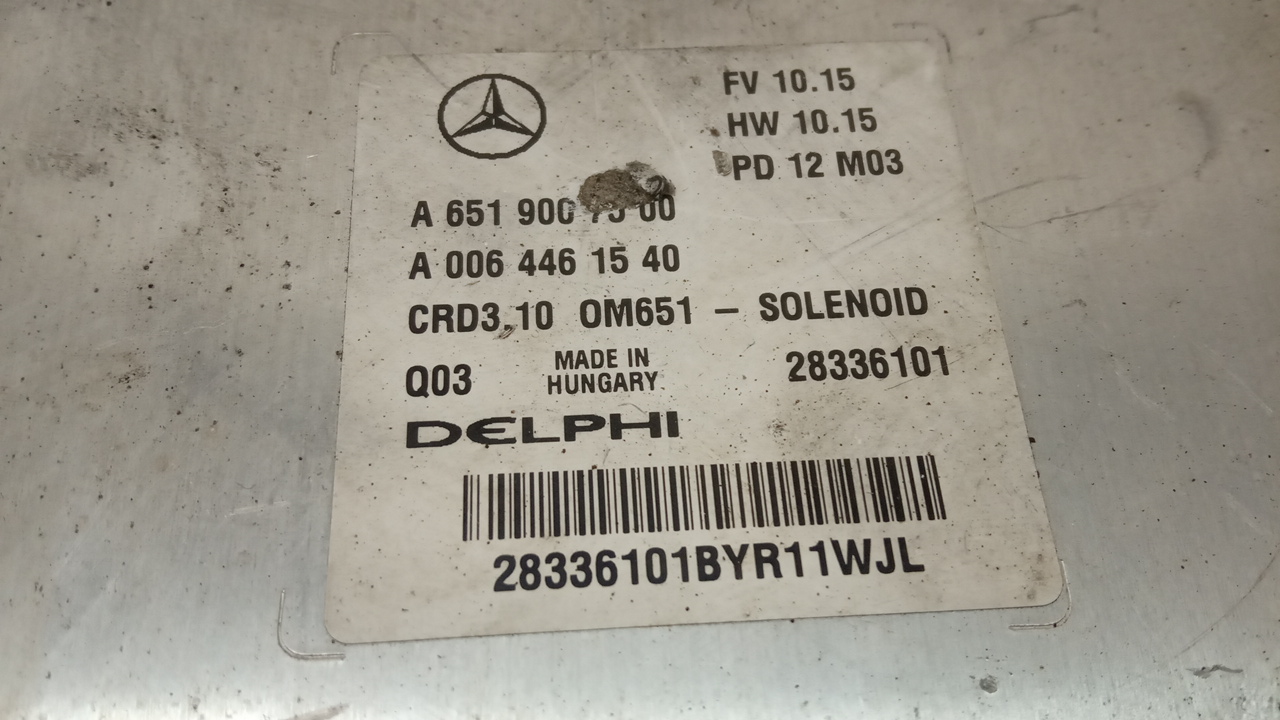 FV 10.15
HW 10.15
PD 12 M03
A 651 900 00
A 006 446 15 40
CRD3.10 OM651 – SOLENOID
Q03 MADE IN HUNGARY 28336101
DELPHI
28336101BYR11WJL